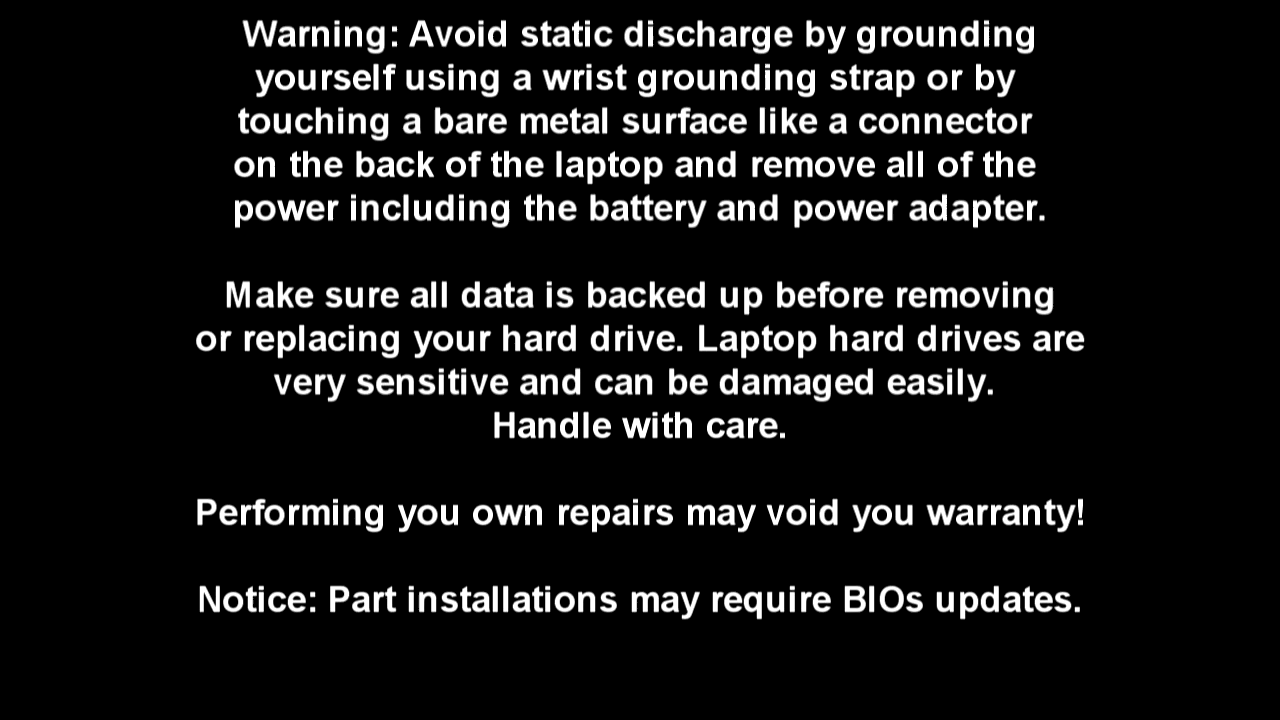 Warning: Avoid static discharge by grounding
yourself using a wrist grounding strap or by
touching a bare metal surface like a connector
on the back of the laptop and remove all of the
power including the battery and power adapter.
Make sure all data is backed up before removing
or replacing your hard drive. Laptop hard drives are
very sensitive and can be damaged easily.
Handle with care.
Performing you own repairs may void you warranty!
Notice: Part installations may require BIOs updates.